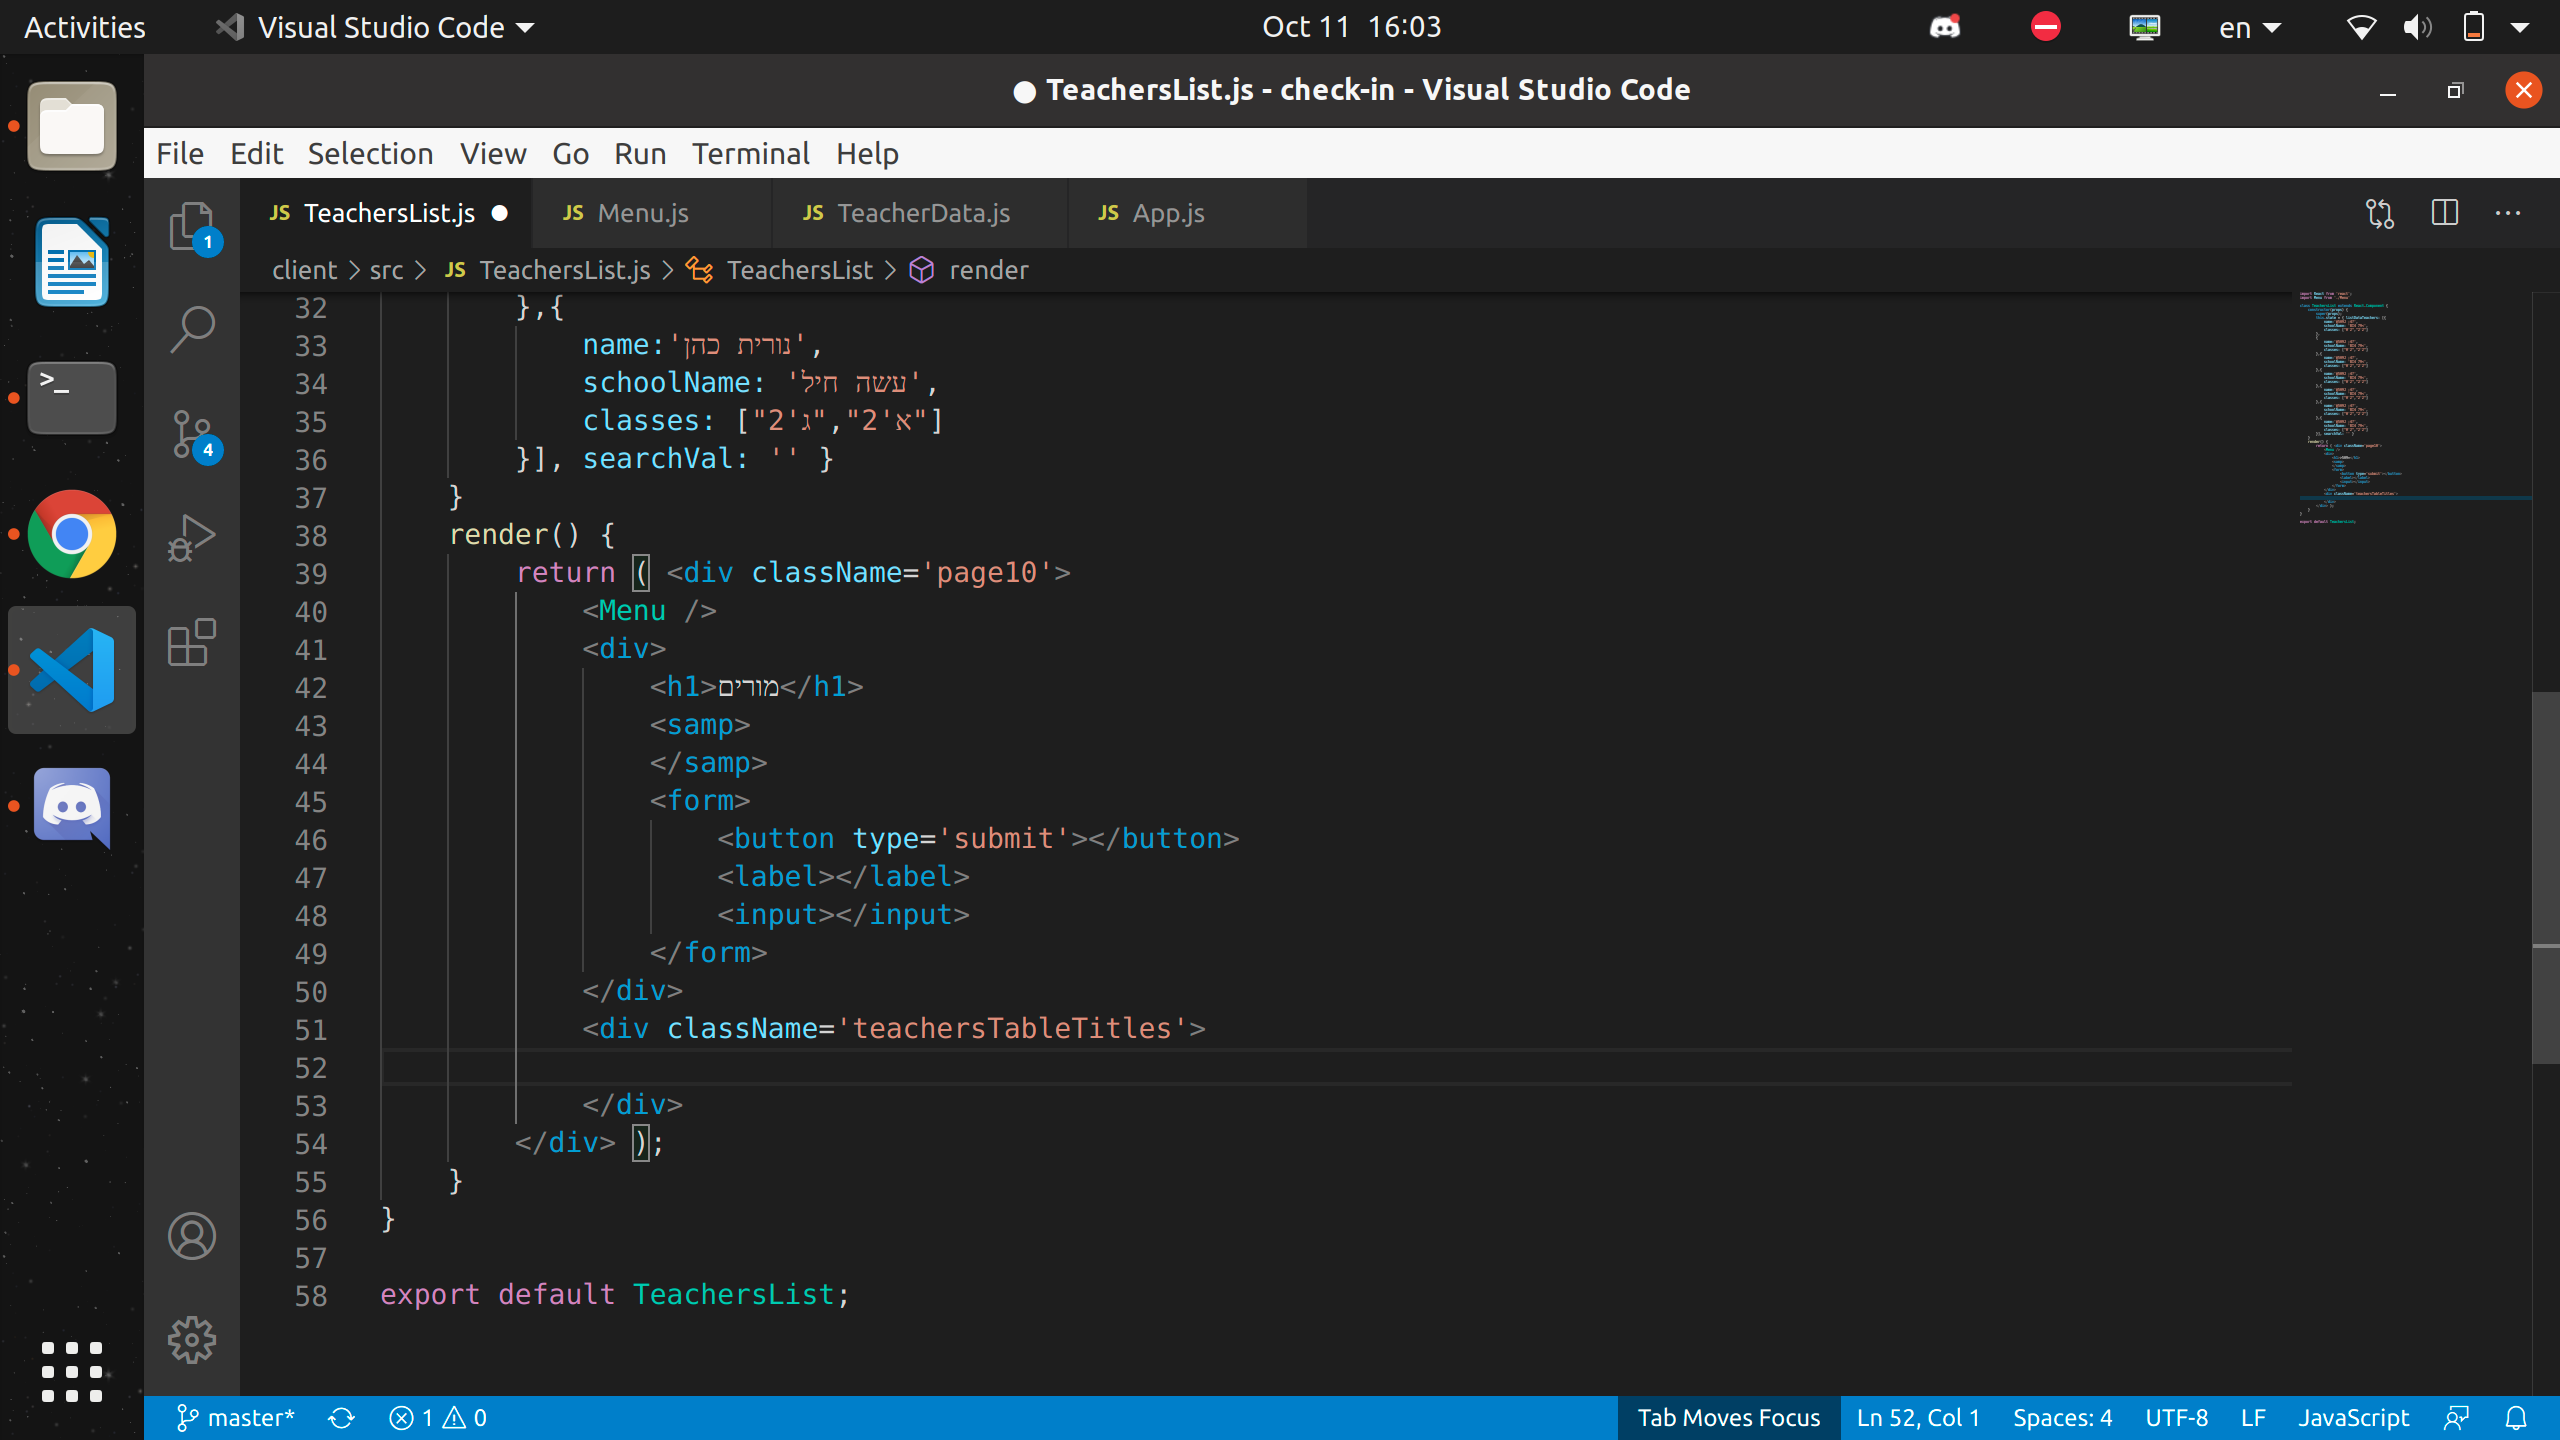 Activities
Visual Studio Code
Oct 11 16:03
en
● TeachersList.js - check-in - Visual Studio Code
File Edit Selection View Go Run Terminal Help
JS TeachersList.js ●
JS Menu.js
JS TeacherData.js
JS App.js
client > src > JS TeachersList.js > TeachersList > render
1
4
>_
32 },{
33 name:'נורית כהן',
34 schoolName: 'עשה חיל',
35 classes: ["ג'2","א'2"]
36 }], searchVal: '' }
37 }
38 render() {
39 return ( <div className='page10'>
40 <Menu />
41 <div>
42 <h1>מורים</h1>
43 <samp>
44 </samp>
45 <form>
46 <button type='submit'></button>
47 <label></label>
48 <input></input>
49 </form>
50 </div>
51 <div className='teachersTableTitles'>
52
53 </div>
54 </div> );
55 }
56 }
57
58 export default TeachersList;
master* 1 0 Tab Moves Focus Ln 52, Col 1 Spaces: 4 UTF-8 LF JavaScript